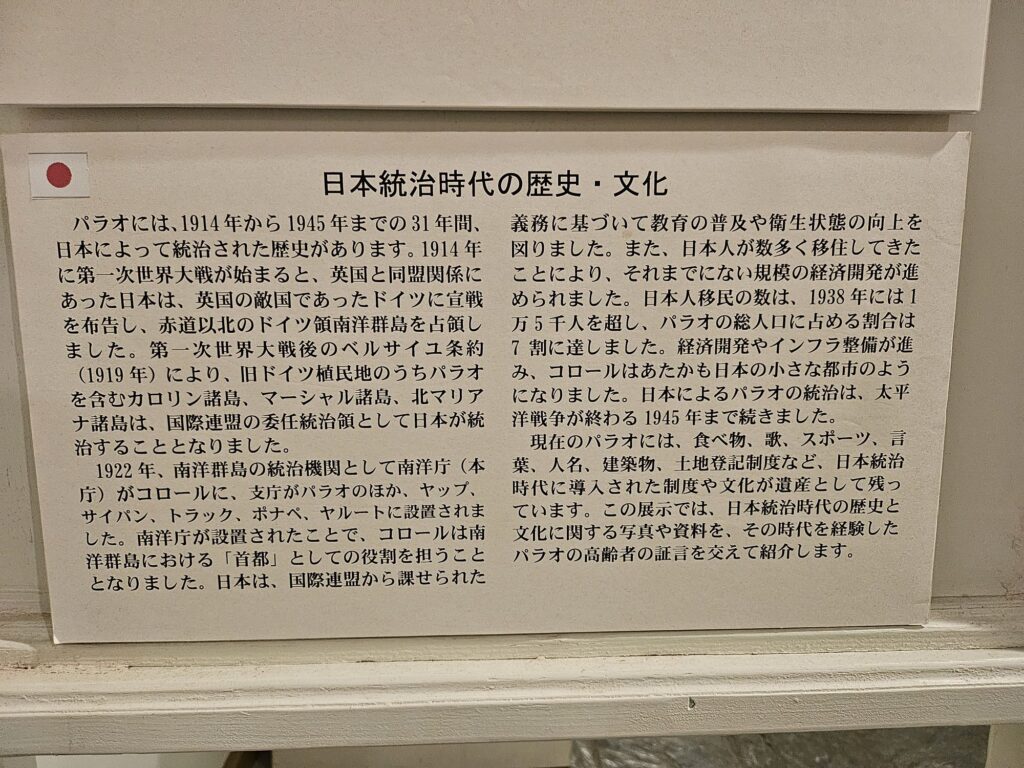 日本統治時代の歴史・文化
パラオには、1914年から1945年までの31年間、
日本によって統治された歴史があります。1914年
に第一次世界大戦が始まると、英国と同盟関係に
あった日本は、英国の敵国であったドイツに宣戦
を布告し、赤道以北のドイツ領南洋群島を占領し
ました。第一次世界大戦後のベルサイユ条約
（1919年）により、旧ドイツ植民地のうちパラオ
を含むカロリン諸島、マーシャル諸島、北マリア
ナ諸島は、国際連盟の委任統治領として日本が統
治することとなりました。
1922年、南洋群島の統治機関として南洋庁（本
庁）がコロールに、支庁がパラオのほか、ヤップ、
サイパン、トラック、ポナペ、ヤルートに設置されま
した。南洋庁が設置されたことで、コロールは南
洋群島における「首都」としての役割を担うこと
となりました。日本は、国際連盟から課せられた
義務に基づいて教育の普及や衛生状態の向上を
図りました。また、日本人が数多く移住してきた
ことにより、それまでにない規模の経済開発が進
められました。日本人移民の数は、1938年には1
万5千人を超し、パラオの総人口に占める割合は
7割に達しました。経済開発やインフラ整備が進
み、コロールはあたかも日本の小さな都市のよう
になりました。日本によるパラオの統治は、太平
洋戦争が終わる1945年まで続きました。
現在のパラオには、食べ物、歌、スポーツ、言
葉、人名、建築物、土地登記制度など、日本統治
時代に導入された制度や文化が遺産として残っ
ています。この展示では、日本統治時代の歴史と
文化に関する写真や資料を、その時代を経験した
パラオの高齢者の証言を交えて紹介します。